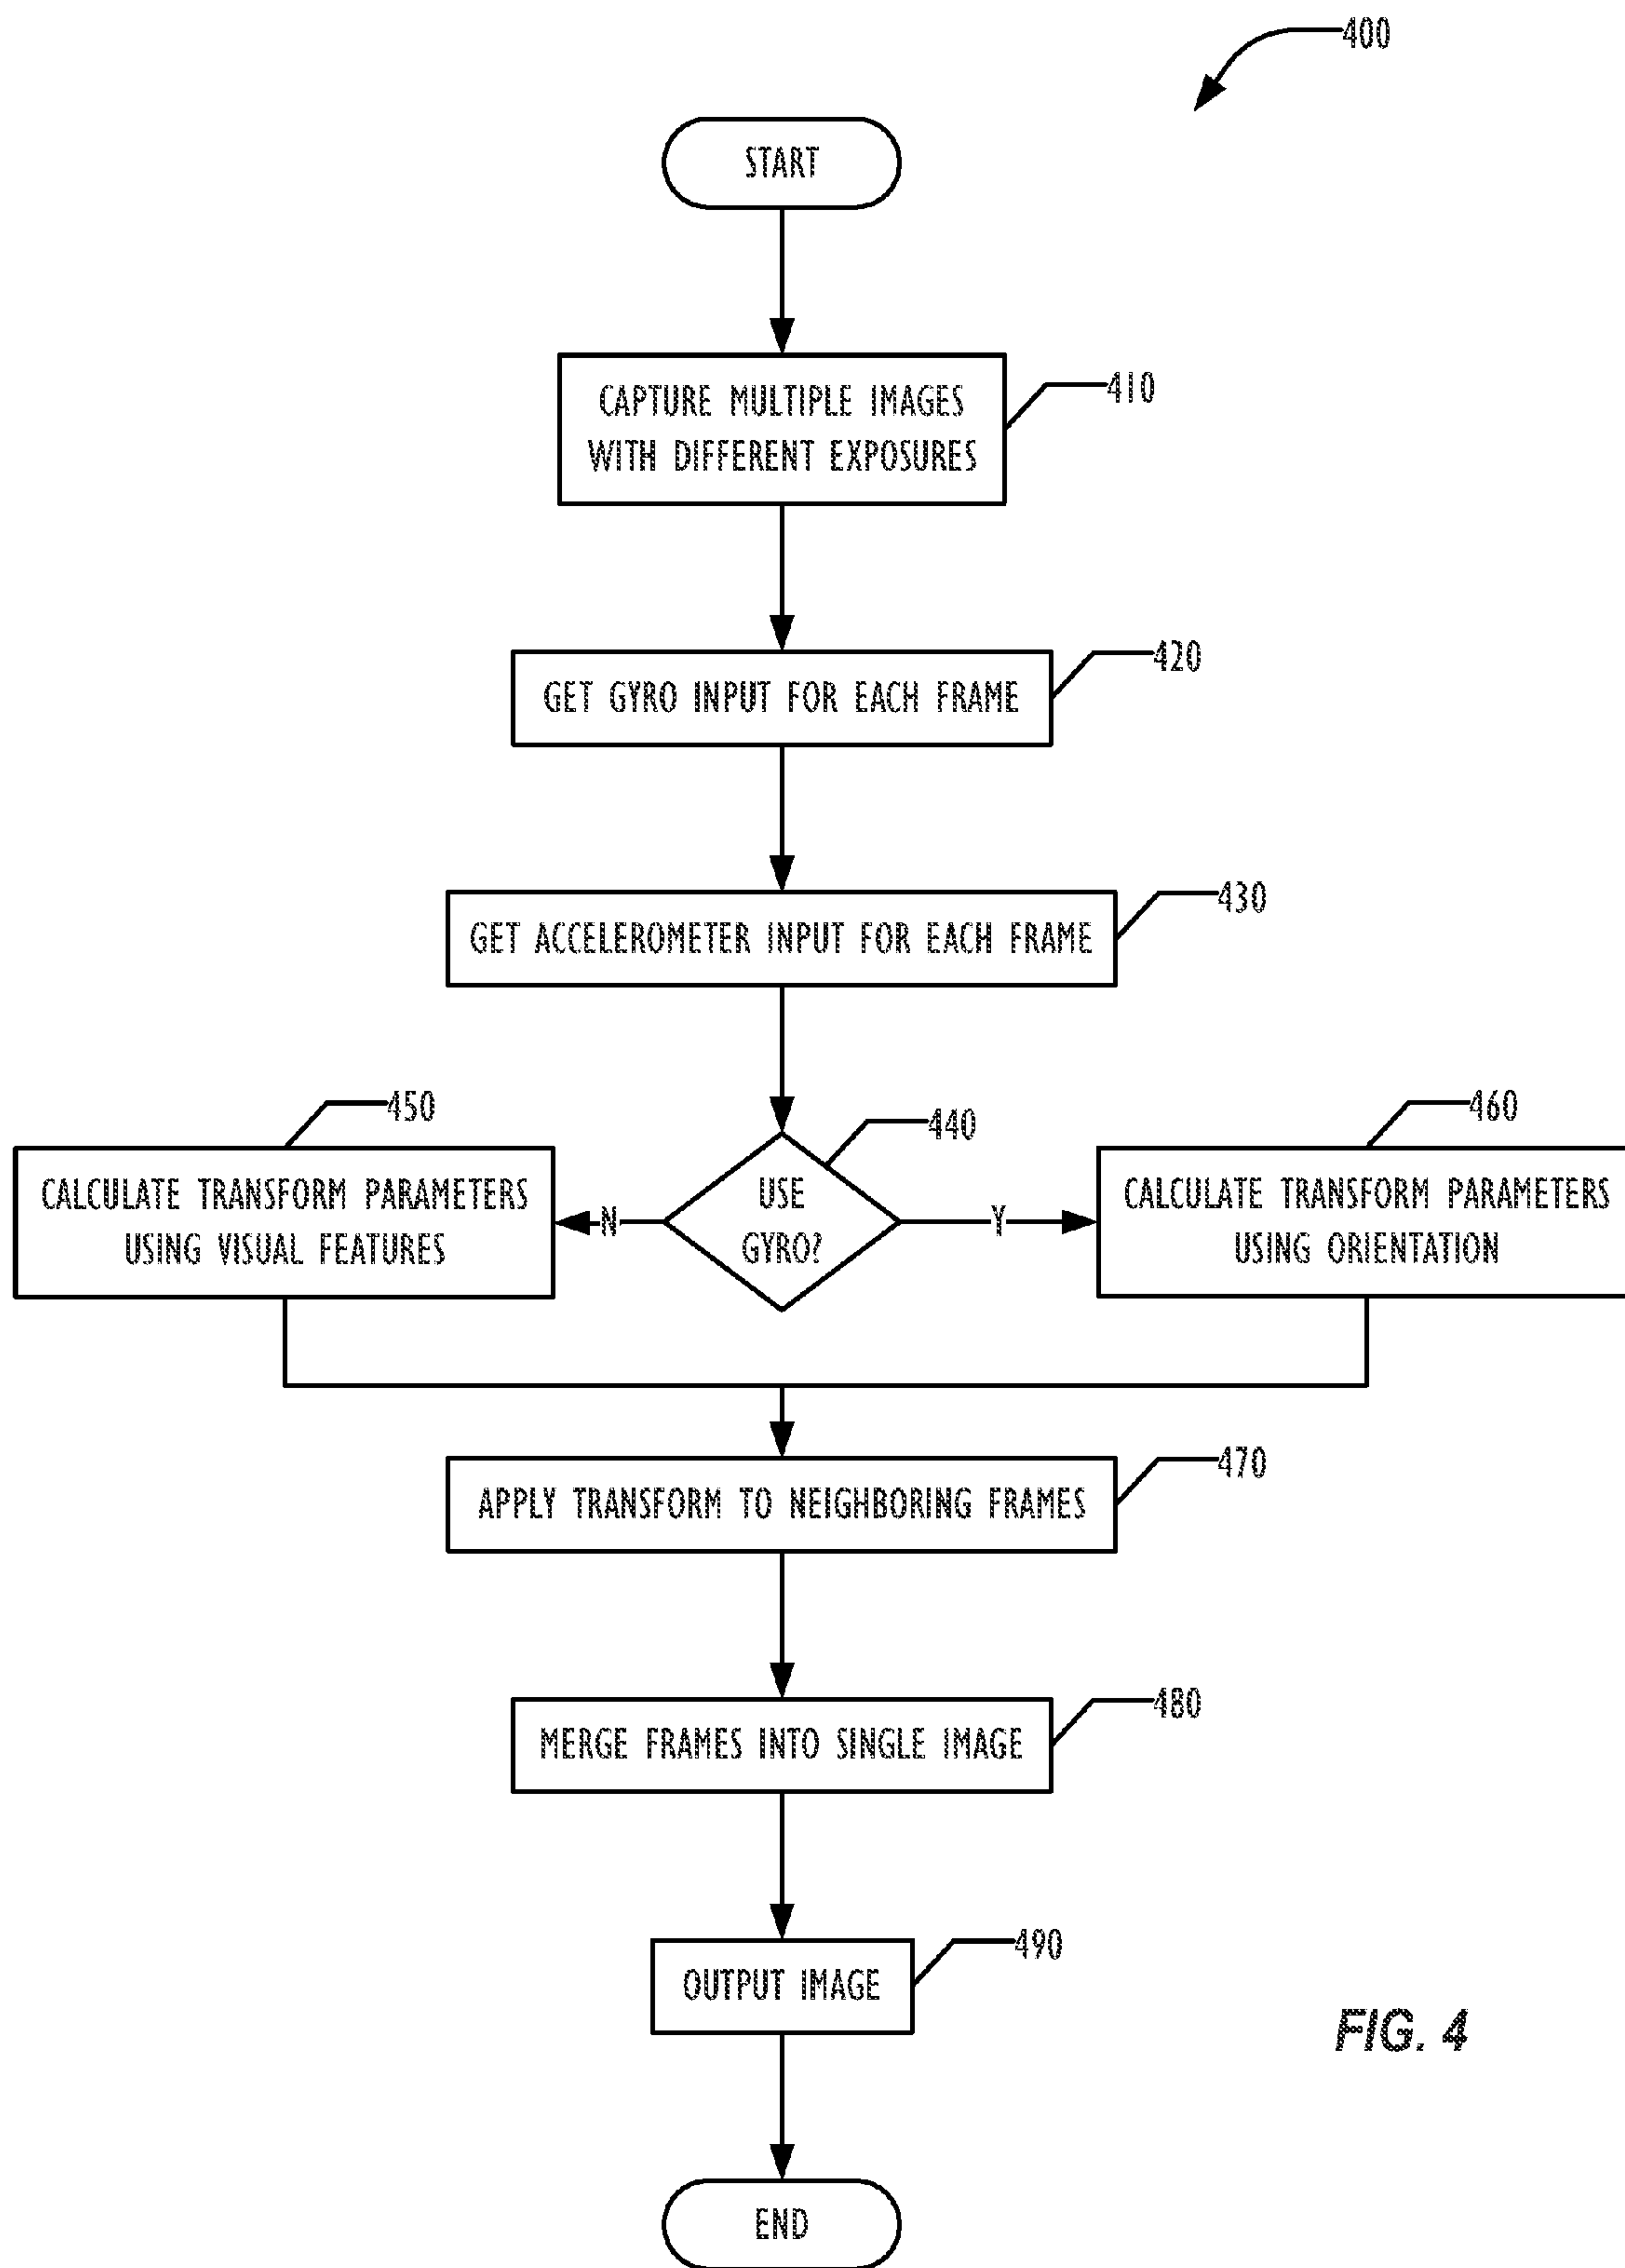 400
START
CAPTURE MULTIPLE IMAGES
WITH DIFFERENT EXPOSURES
410
GET GYRO INPUT FOR EACH FRAME
420
GET ACCELEROMETER INPUT FOR EACH FRAME
430
USE
GYRO?
440
N
Y
CALCULATE TRANSFORM PARAMETERS
USING VISUAL FEATURES
450
CALCULATE TRANSFORM PARAMETERS
USING ORIENTATION
460
APPLY TRANSFORM TO NEIGHBORING FRAMES
470
MERGE FRAMES INTO SINGLE IMAGE
480
OUTPUT IMAGE
490
END
FIG. 4